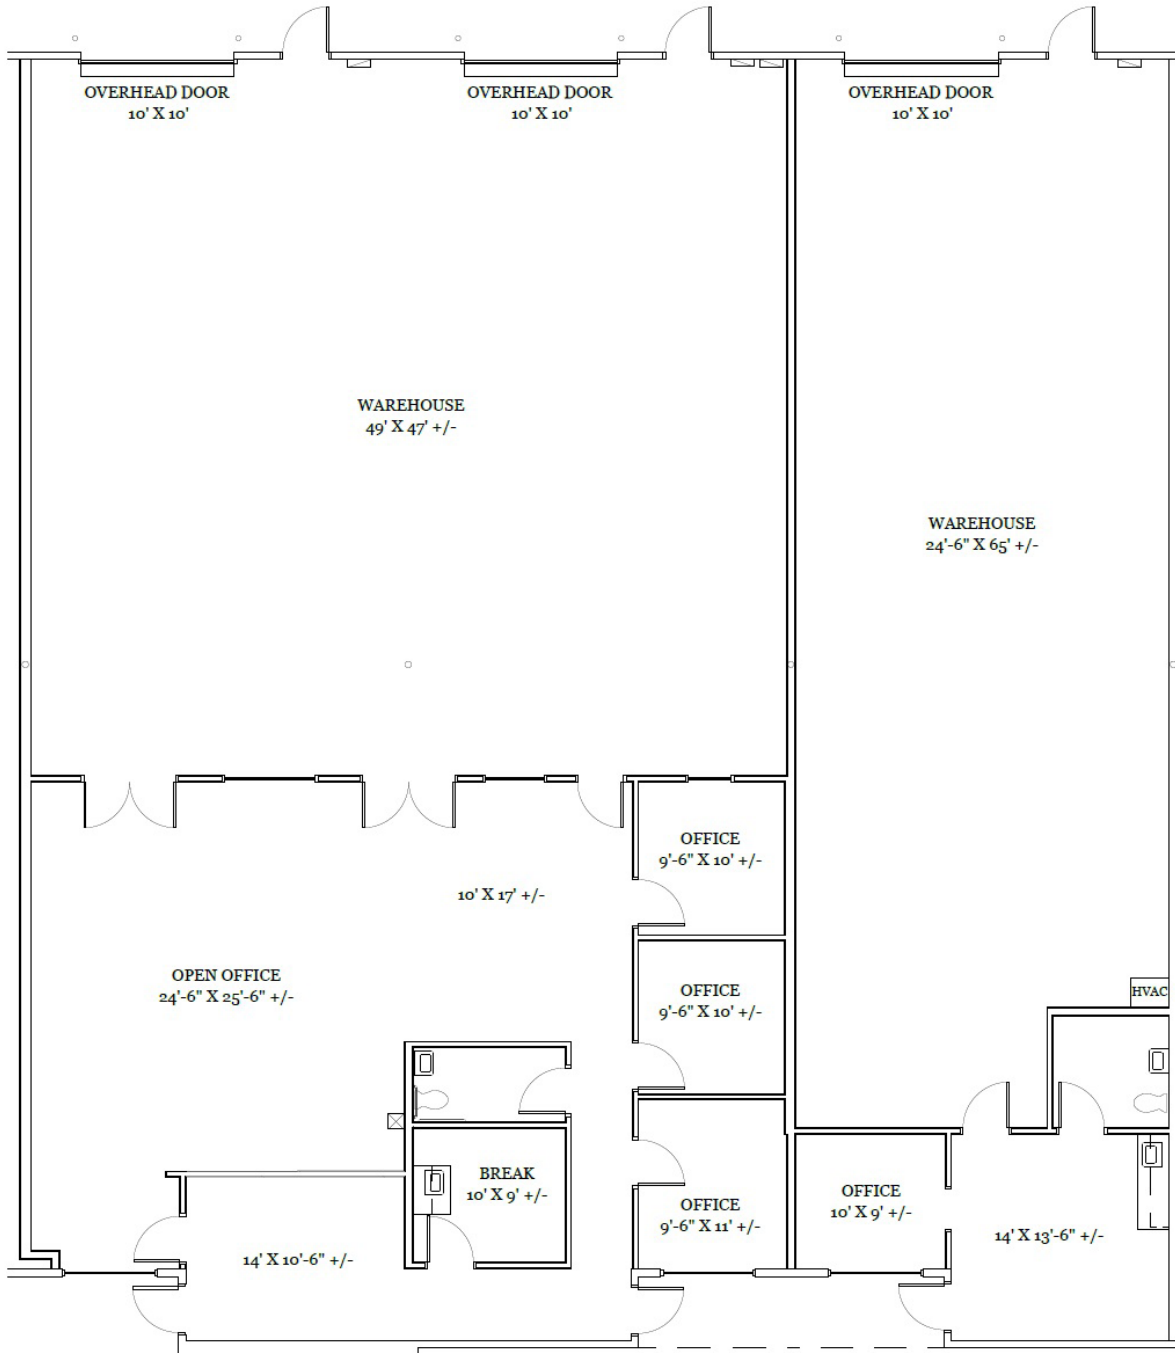 OVERHEAD DOOR
10' X 10'
OVERHEAD DOOR
10' X 10'
OVERHEAD DOOR
10' X 10'
WAREHOUSE
49' X 47' +/-
WAREHOUSE
24'-6" X 65' +/-
OFFICE
9'-6" X 10' +/-
10' X 17' +/-
OPEN OFFICE
24'-6" X 25'-6" +/-
OFFICE
9'-6" X 10' +/-
HVAC
BREAK
10' X 9' +/-
OFFICE
9'-6" X 11' +/-
OFFICE
10' X 9' +/-
14' X 13'-6" +/-
14' X 10'-6" +/-